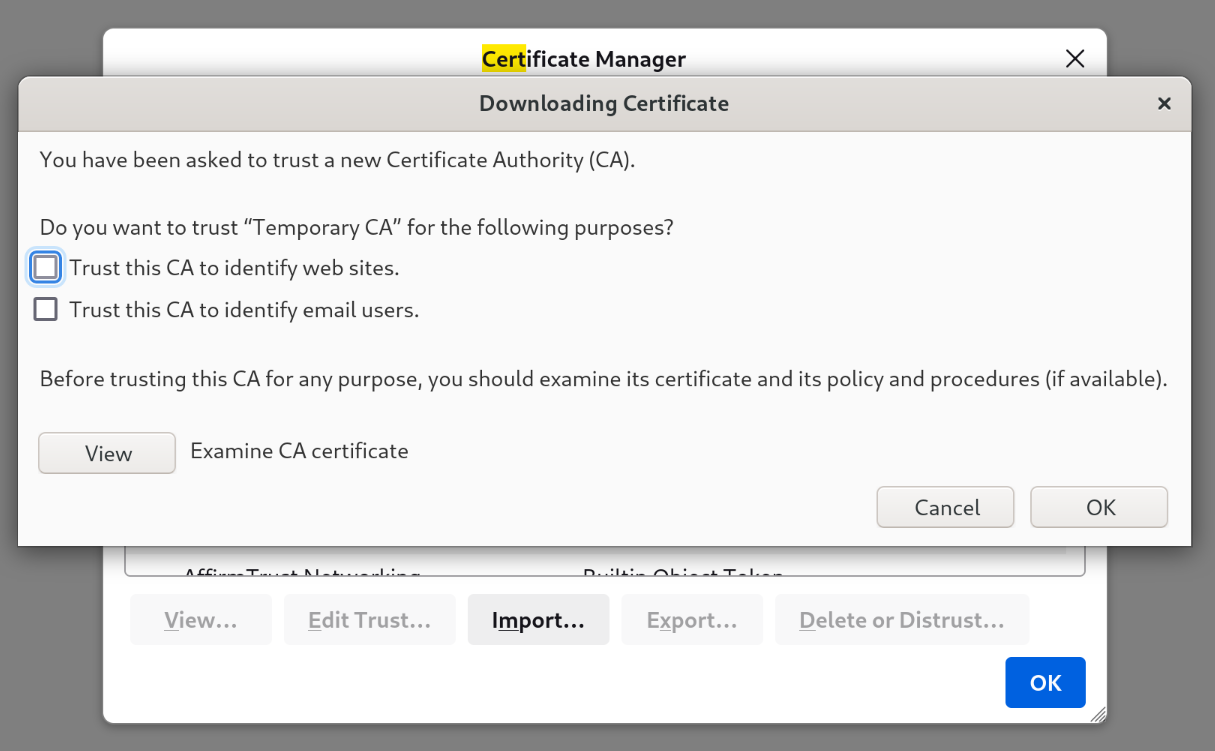 Certificate Manager
Downloading Certificate
You have been asked to trust a new Certificate Authority (CA).
Do you want to trust “Temporary CA” for the following purposes?
Trust this CA to identify web sites.
Trust this CA to identify email users.
Before trusting this CA for any purpose, you should examine its certificate and its policy and procedures (if available).
View Examine CA certificate
Cancel OK
AffirmTrust Networking Builtin Object Token
View... Edit Trust... Import... Export... Delete or Distrust...
OK